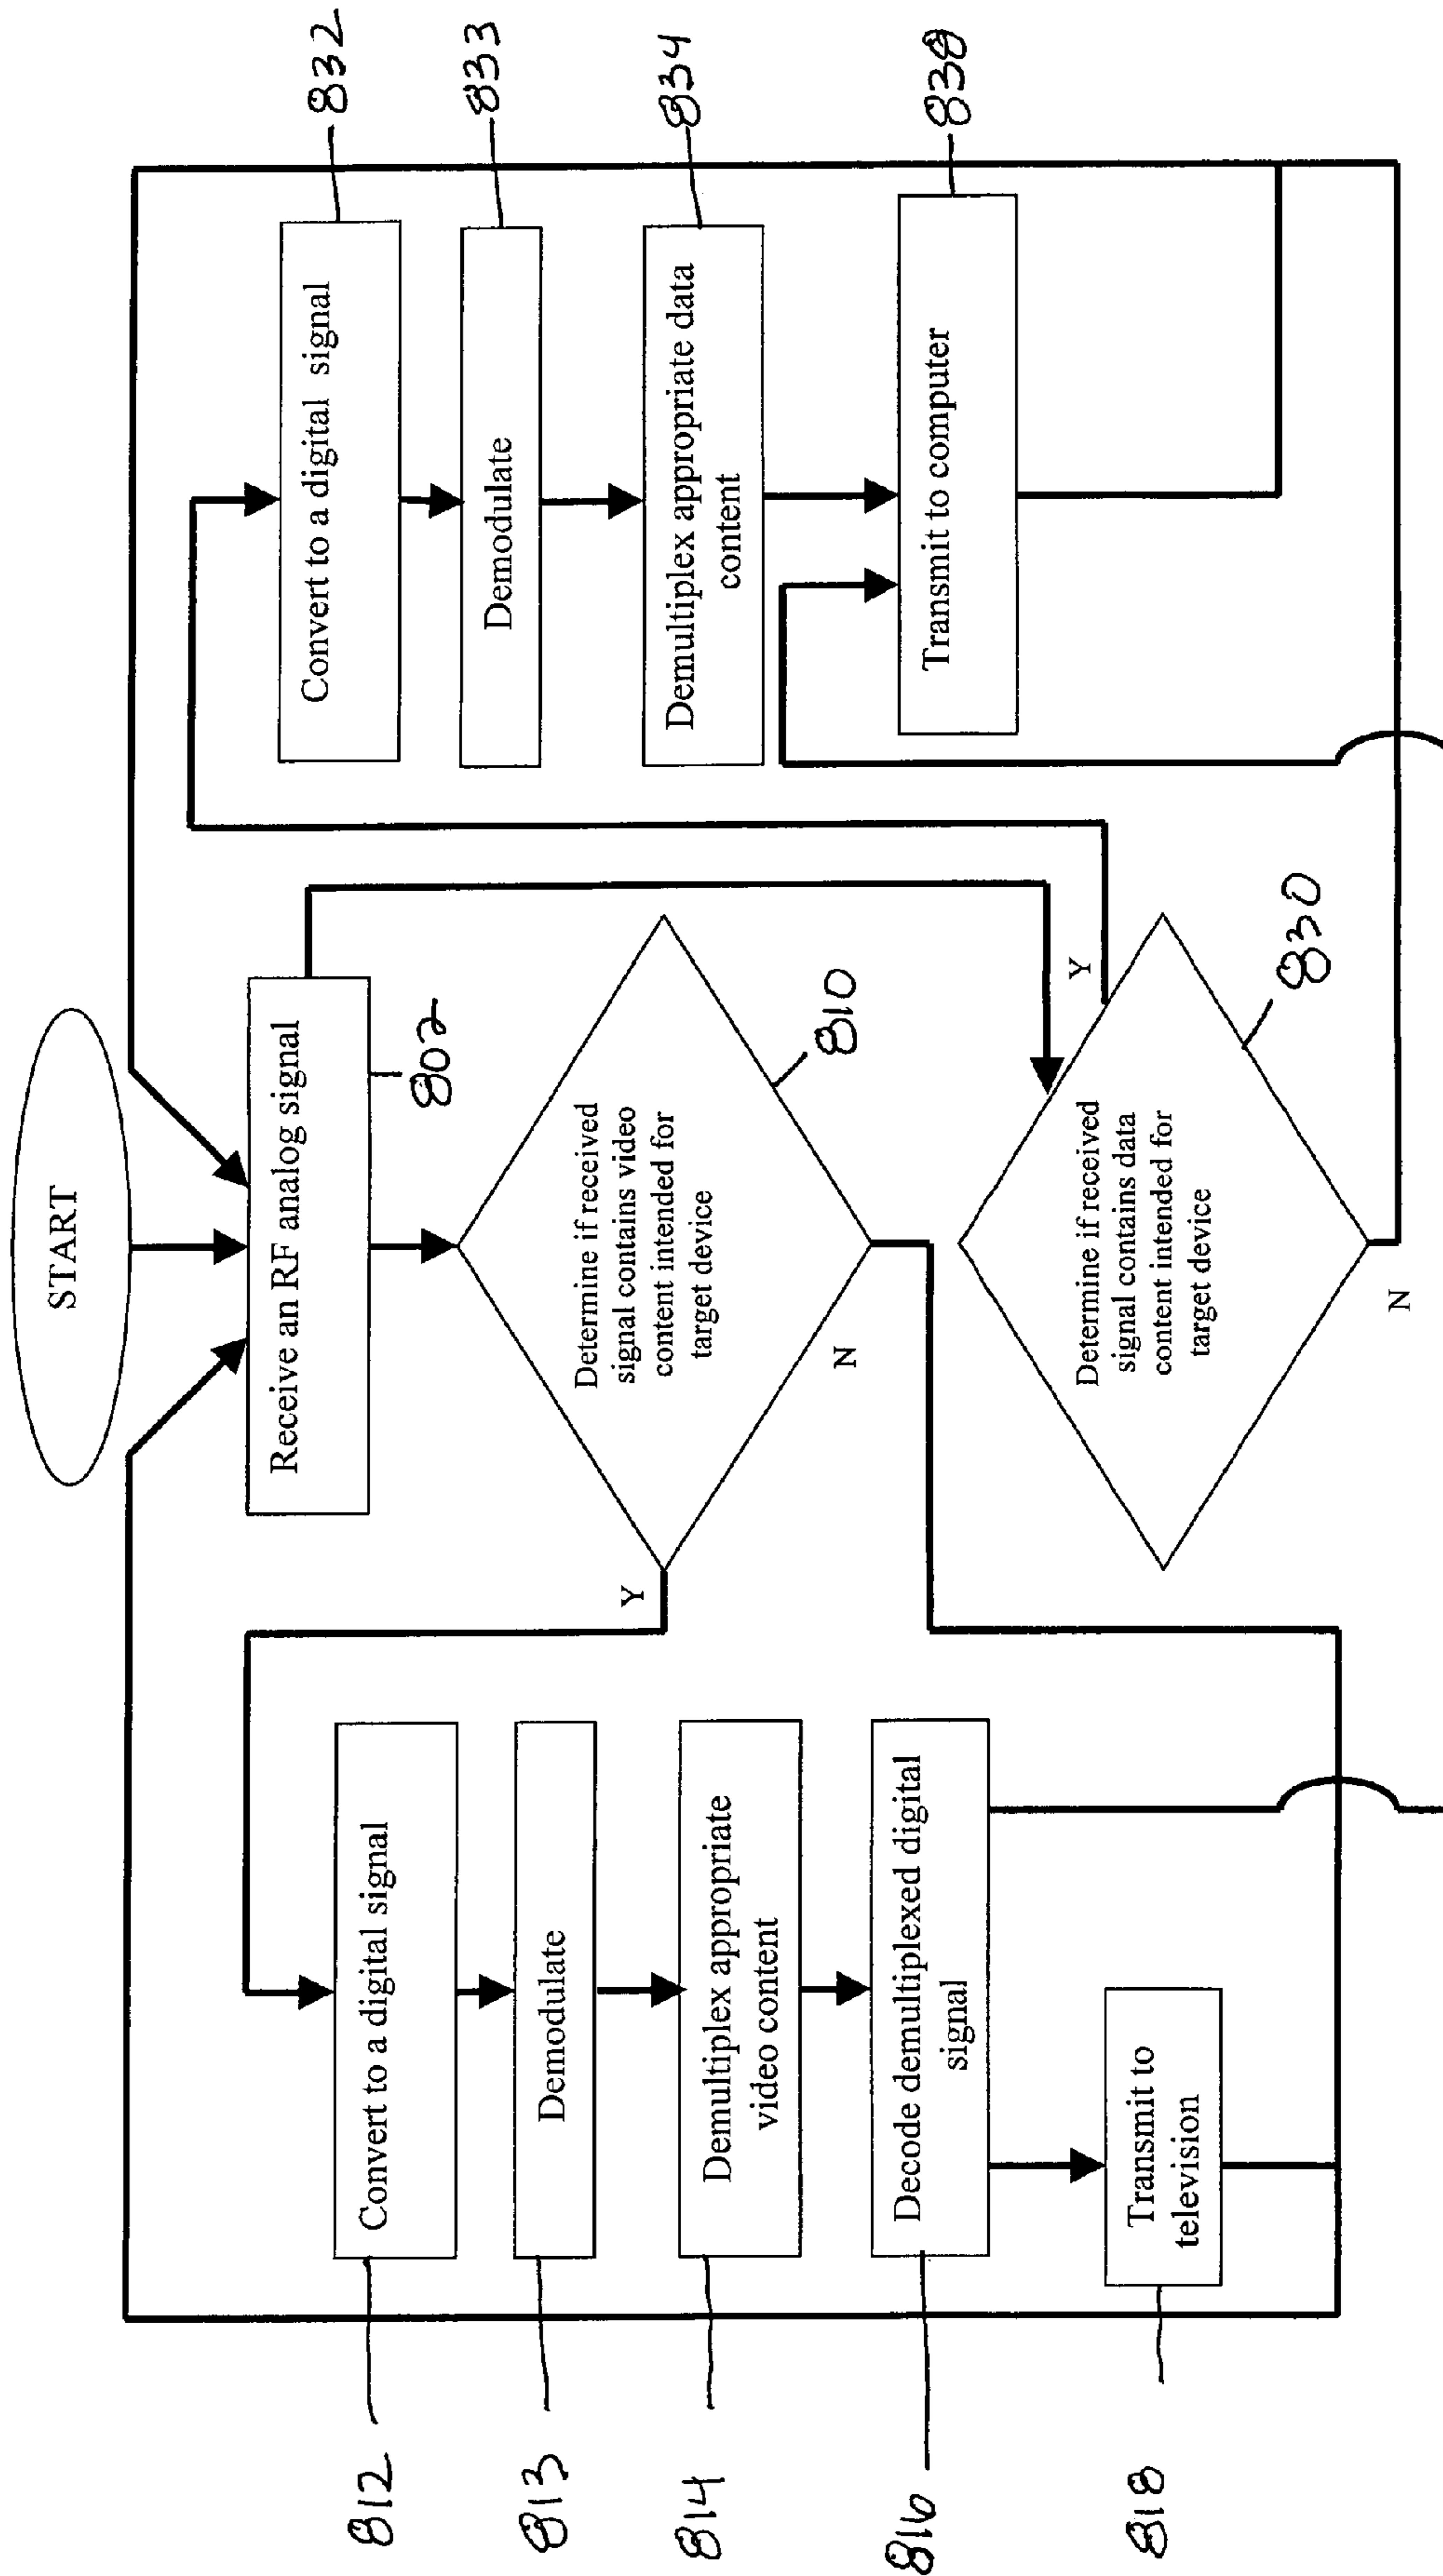 START
Receive an RF analog signal
802
Determine if received
signal contains video
content intended for
target device
810
Y
N
Convert to a digital signal
812
Demodulate
813
Demultiplex appropriate
video content
814
Decode demultiplexed digital
signal
816
Transmit to
television
818
Determine if received
signal contains data
content intended for
target device
830
Y
N
Convert to a digital signal
832
Demodulate
833
Demultiplex appropriate data
content
834
Transmit to computer
838